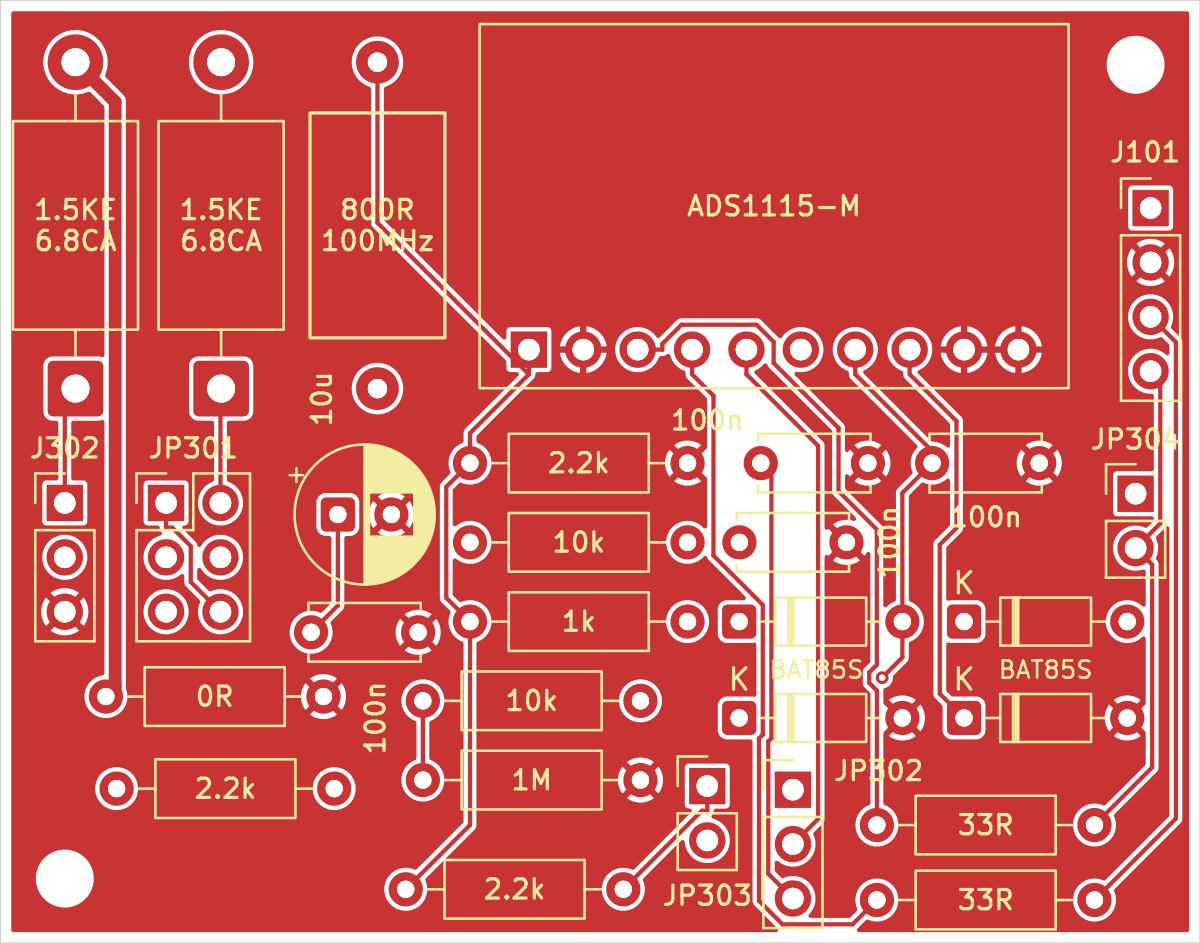 J101
1.5KE
6.8CA
1.5KE
6.8CA
800R
100MHz
ADS1115-M
10u
100n
J302
JP301
JP304
2.2k
+
10k
100n
100n
K
K
1k
BAT85S
BAT85S
0R
10k
K
K
100n
1M
JP302
2.2k
33R
2.2k
JP303
33R